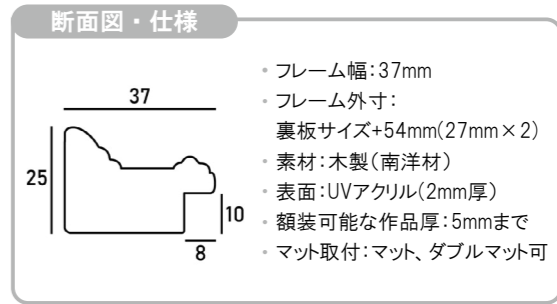 断面図・仕様
37
25
10
8
・フレーム幅:37mm
・フレーム外寸:
裏板サイズ+54mm(27mm×2)
・素材:木製(南洋材)
・表面:UVアクリル(2mm厚)
・額装可能な作品厚:5mmまで
・マット取付:マット、ダブルマット可